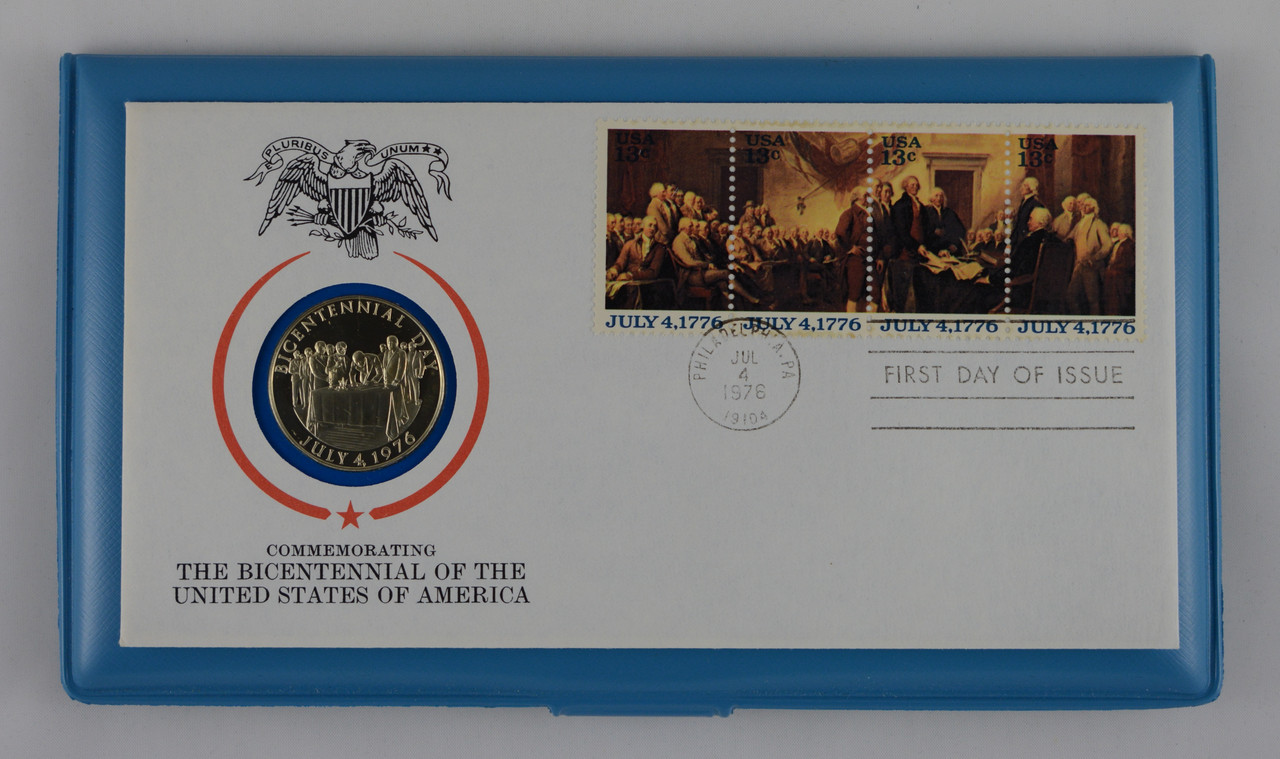 PLURIBUS UNUM
BICENTENNIAL DAY
JULY 4, 1976
COMMEMORATING
THE BICENTENNIAL OF THE
UNITED STATES OF AMERICA
USA USA USA USA
13c 13c 13c 13c
JULY 4,1776 JULY 4,1776 JULY 4,1776 JULY 4,1776
PHILADELPHIA, PA
JUL
4
1976
19104
FIRST DAY OF ISSUE